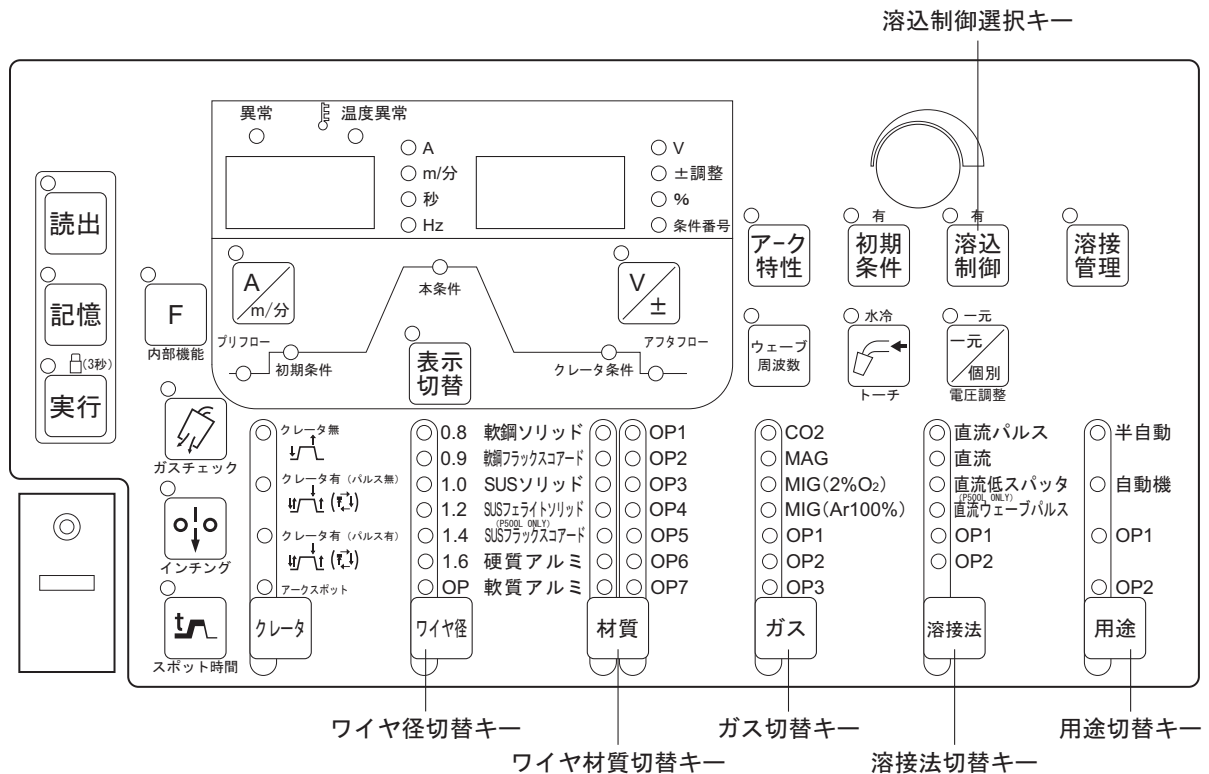 溶込制御選択キー
異常
温度異常
A
m/分
秒
Hz
V
±調整
%
条件番号
読出
記憶
(3秒)
実行
F
内部機能
A
m/分
本条件
V
±
プリフロー
初期条件
表示
切替
アフタフロー
クレータ条件
アーク
特性
有
初期
条件
有
溶込
制御
溶接
管理
ウェーブ
周波数
水冷
トーチ
一元
一元
個別
電圧調整
ガスチェック
インチング
t
スポット時間
クレータ無
クレータ有 (パルス無)
クレータ有 (パルス有)
アークスポット
クレータ
0.8
0.9
1.0
1.2
1.4
1.6
OP
ワイヤ径
軟鋼ソリッド
軟鋼フラックスコアード
SUSソリッド
SUSフェライトソリッド
(P500L ONLY)
SUSフラックスコアード
硬質アルミ
軟質アルミ
材質
OP1
OP2
OP3
OP4
OP5
OP6
OP7
CO2
MAG
MIG(2%O₂)
MIG(Ar100%)
OP1
OP2
OP3
ガス
直流パルス
直流
直流低スパッタ
(P500L ONLY)
直流ウェーブパルス
OP1
OP2
溶接法
半自動
自動機
OP1
OP2
用途
ワイヤ径切替キー
ワイヤ材質切替キー
ガス切替キー
溶接法切替キー
用途切替キー